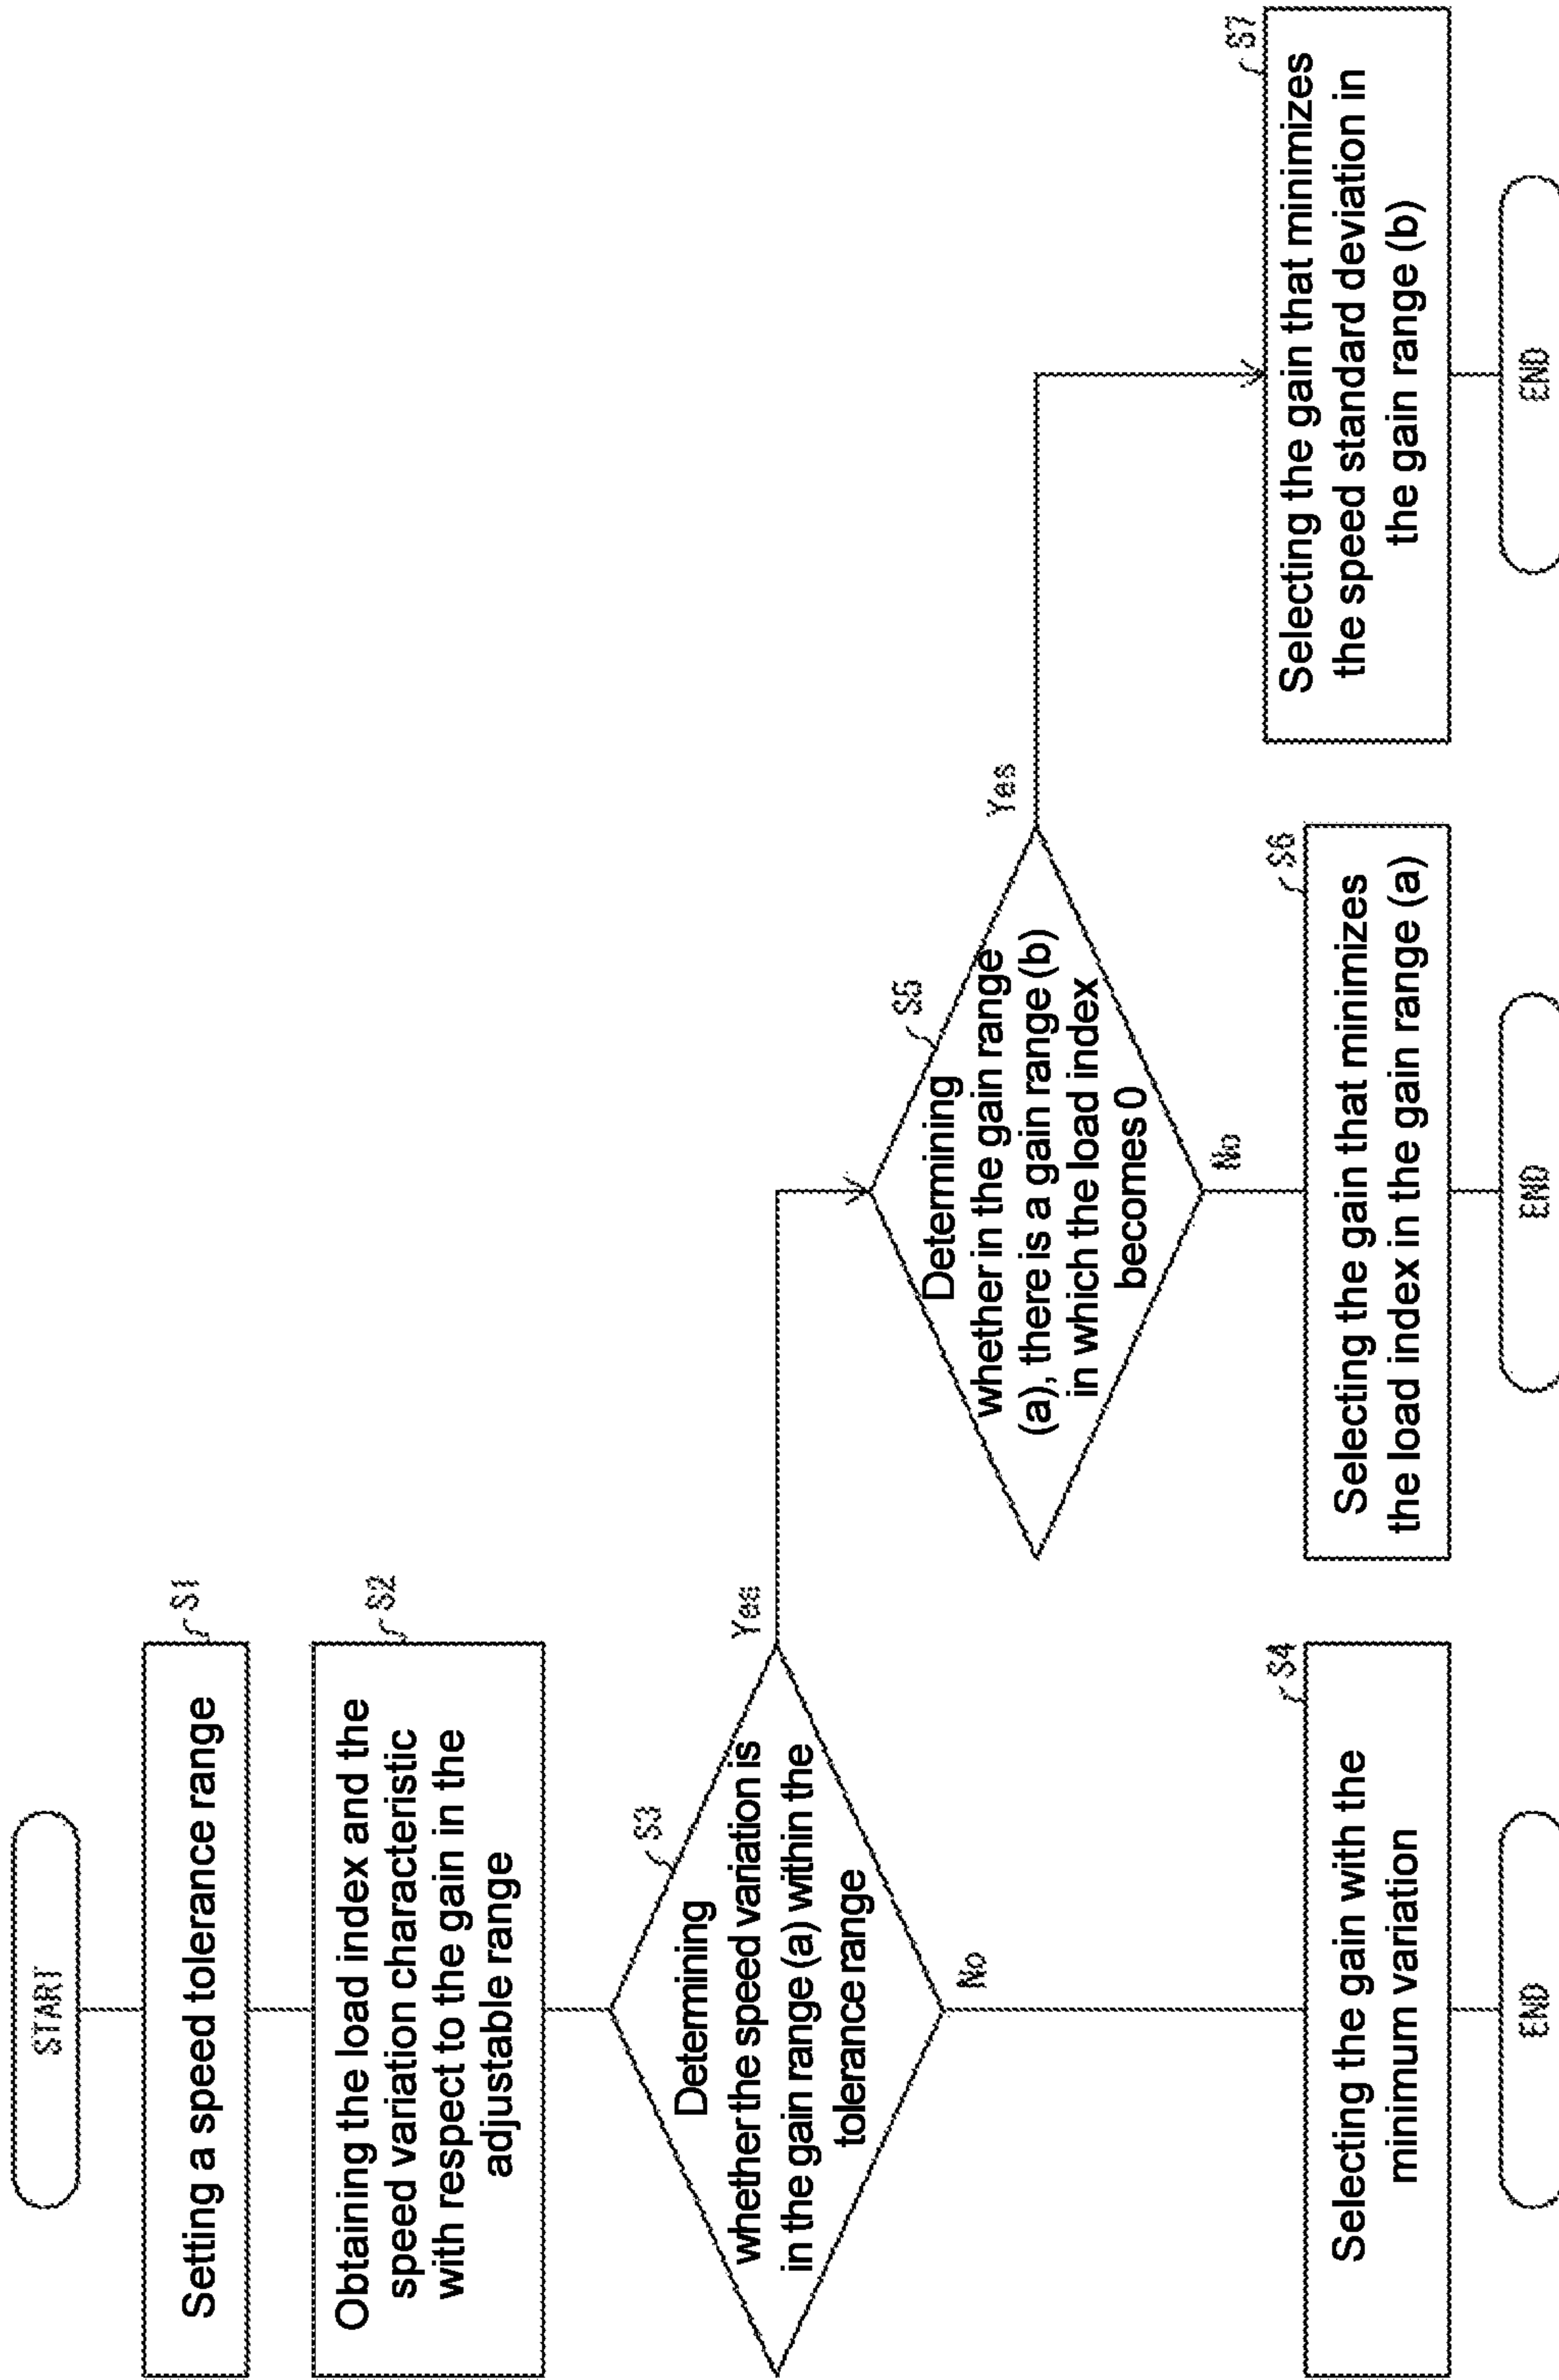 START
S1
Setting a speed tolerance range
S2
Obtaining the load index and the
speed variation characteristic
with respect to the gain in the
adjustable range
S3
Determining
whether the speed variation is
in the gain range (a) within the
tolerance range
Yes
No
S4
Selecting the gain with the
minimum variation
END
S5
Determining
whether in the gain range
(a), there is a gain range (b)
in which the load index
becomes 0
Yes
No
S6
Selecting the gain that minimizes
the load index in the gain range (a)
END
S7
Selecting the gain that minimizes
the speed standard deviation in
the gain range (b)
END